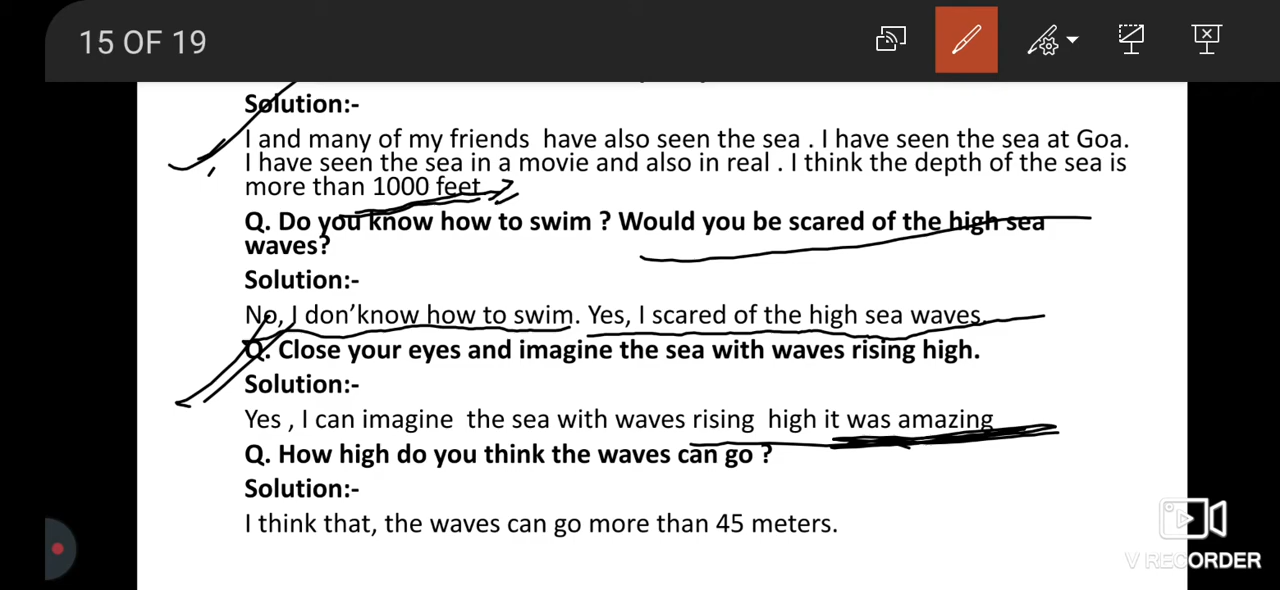 15 OF 19
Solution:-
I and many of my friends have also seen the sea . I have seen the sea at Goa.
I have seen the sea in a movie and also in real . I think the depth of the sea is
more than 1000 feet
Q. Do you know how to swim ? Would you be scared of the high sea
waves?
Solution:-
No, I don'know how to swim. Yes, I scared of the high sea waves.
Q. Close your eyes and imagine the sea with waves rising high.
Solution:-
Yes , I can imagine the sea with waves rising high it was amazing
Q. How high do you think the waves can go ?
Solution:-
I think that, the waves can go more than 45 meters.
V RECORDER